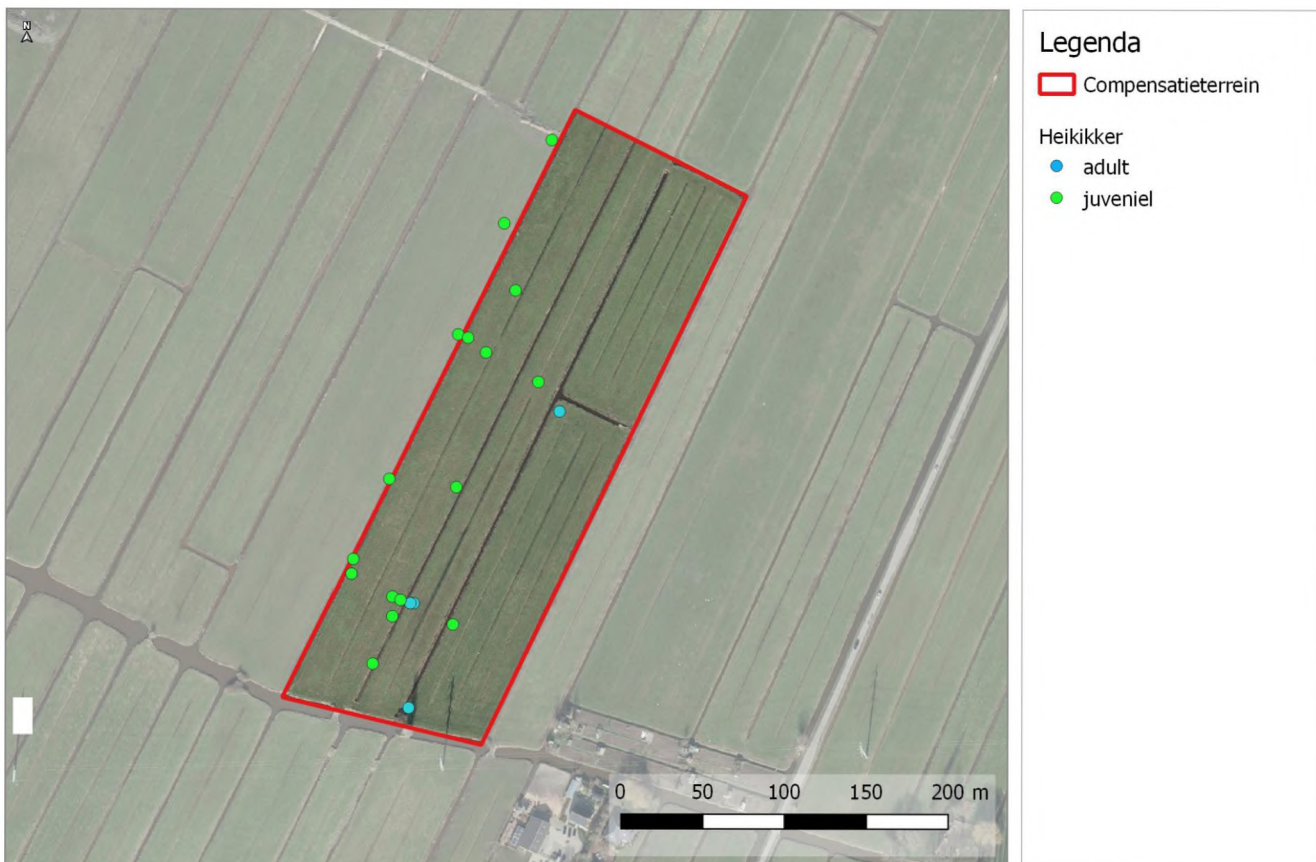 N
Legenda
Compensatieterrein
Heikikker
adult
juveniel
0 50 100 150 200 m